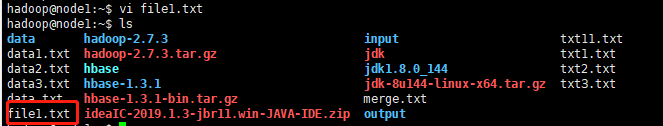 hadoop@node1:~$ vi file1.txt
hadoop@node1:~$ ls
data hadoop-2.7.3 input txt11.txt
data1.txt hadoop-2.7.3.tar.gz jdk txt1.txt
data2.txt hbase jdk1.8.0_144 txt2.txt
data3.txt hbase-1.3.1 jdk-8u144-linux-x64.tar.gz txt3.txt
data.txt hbase-1.3.1-bin.tar.gz merge.txt
file1.txt ideaIC-2019.1.3-jbr11.win-JAVA-IDE.zip output
hadoop@node1:~$